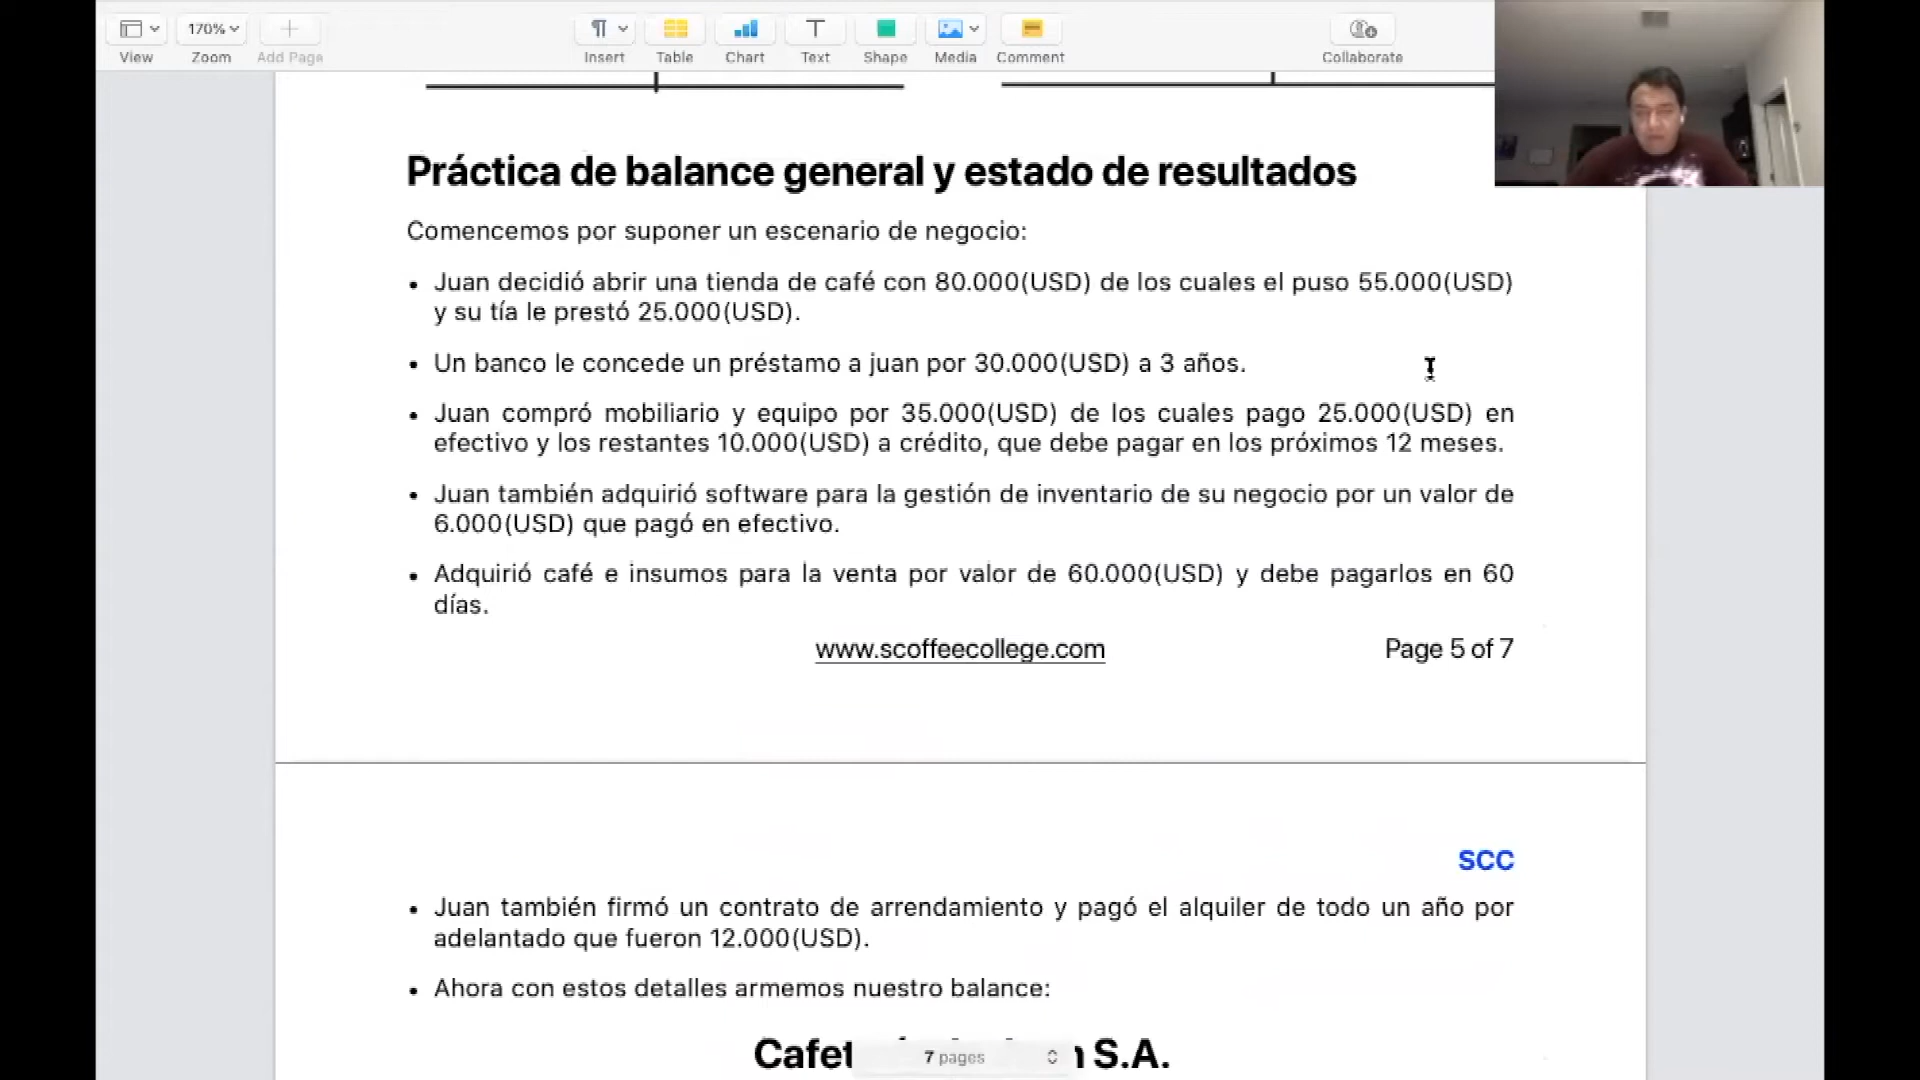 170%
View
Zoom
Add Page
Insert
Table
Chart
Text
Shape
Media
Comment
Collaborate
Práctica de balance general y estado de resultados
Comencemos por suponer un escenario de negocio:
• Juan decidió abrir una tienda de café con 80.000(USD) de los cuales el puso 55.000(USD)
y su tía le prestó 25.000(USD).
• Un banco le concede un préstamo a juan por 30.000(USD) a 3 años.
• Juan compró mobiliario y equipo por 35.000(USD) de los cuales pago 25.000(USD) en
efectivo y los restantes 10.000(USD) a crédito, que debe pagar en los próximos 12 meses.
• Juan también adquirió software para la gestión de inventario de su negocio por un valor de
6.000(USD) que pagó en efectivo.
• Adquirió café e insumos para la venta por valor de 60.000(USD) y debe pagarlos en 60
días.
www.scoffeecollege.com
Page 5 of 7
SCC
• Juan también firmó un contrato de arrendamiento y pagó el alquiler de todo un año por
adelantado que fueron 12.000(USD).
• Ahora con estos detalles armemos nuestro balance:
S.A.
7 pages